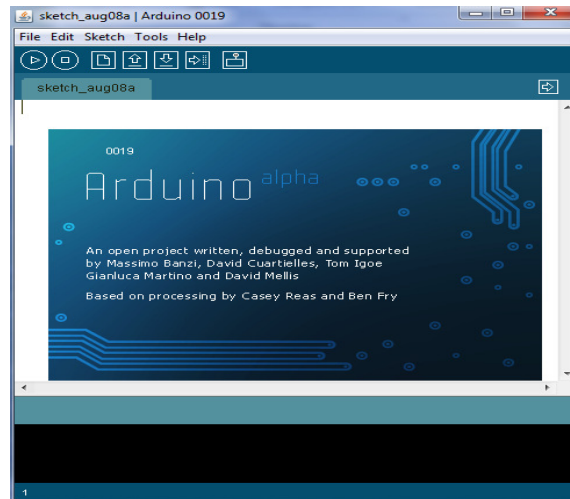 sketch_aug08a | Arduino 0019
File Edit Sketch Tools Help
sketch_aug08a
0019
Arduino alpha
An open project written, debugged and supported
by Massimo Banzi, David Cuartielles, Tom Igoe
Gianluca Martino and David Mellis
Based on processing by Casey Reas and Ben Fry
1